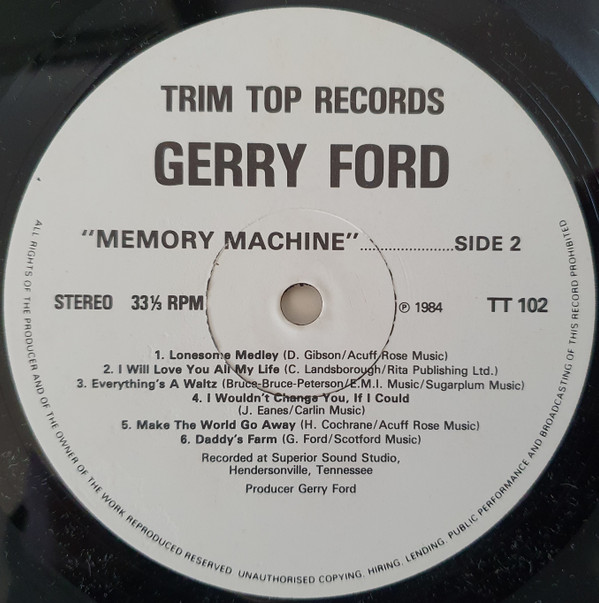 TRIM TOP RECORDS
GERRY FORD
"MEMORY MACHINE".....................SIDE 2
STEREO 33⅓ RPM ℗ 1984 TT 102
1. Lonesome Medley (D. Gibson/Acuff Rose Music)
2. I Will Love You All My Life (C. Landsborough/Rita Publishing Ltd.)
3. Everything's A Waltz (Bruce-Bruce-Peterson/E.M.I. Music/Sugarplum Music)
4. I Wouldn't Change You, If I Could
(J. Eanes/Carlin Music)
5. Make The World Go Away (H. Cochrane/Acuff Rose Music)
6. Daddy's Farm (G. Ford/Scotford Music)
Recorded at Superior Sound Studio,
Hendersonville, Tennessee
Producer Gerry Ford
ALL RIGHTS OF THE PRODUCER AND OF THE OWNER OF THE WORK REPRODUCED RESERVED. UNAUTHORISED COPYING, HIRING, LENDING, PUBLIC PERFORMANCE AND BROADCASTING OF THIS RECORD PROHIBITED